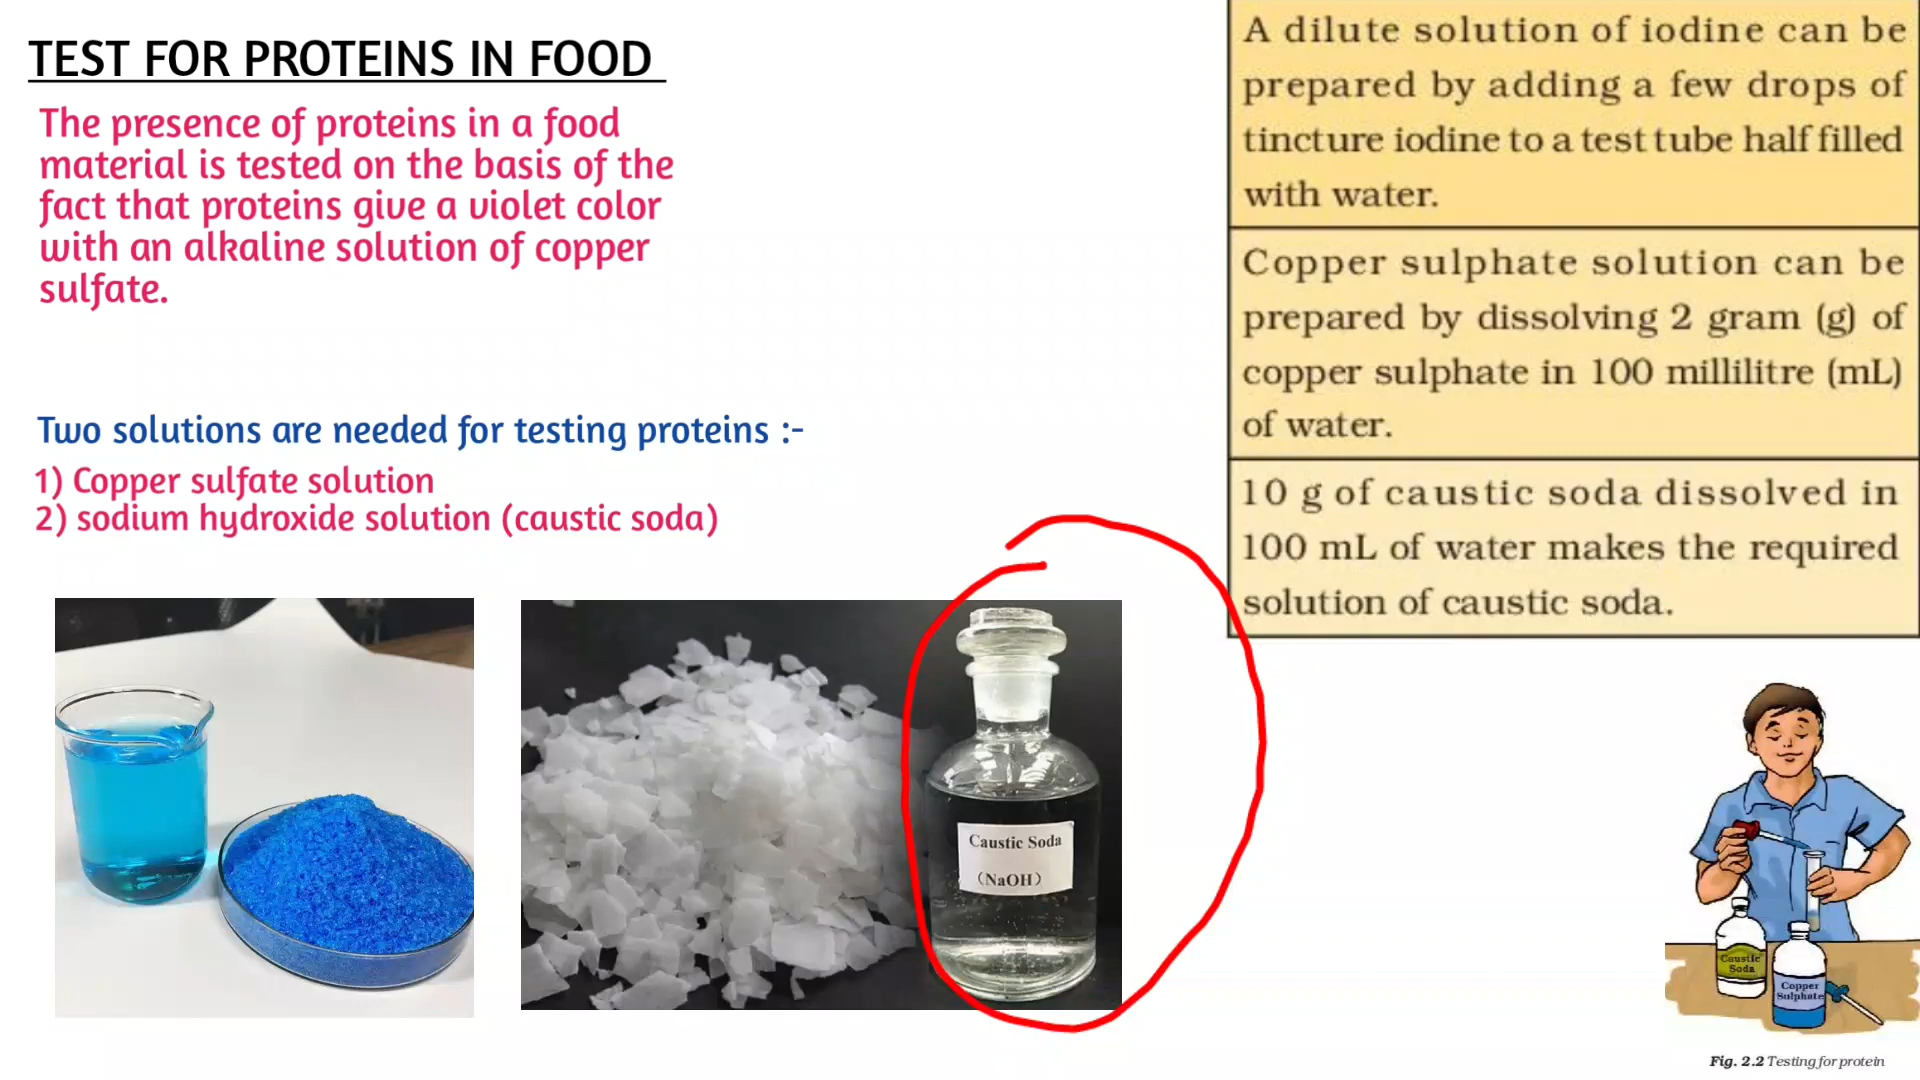 TEST FOR PROTEINS IN FOOD
The presence of proteins in a food
material is tested on the basis of the
fact that proteins give a violet color
with an alkaline solution of copper
sulfate.
Two solutions are needed for testing proteins :-
1) Copper sulfate solution
2) sodium hydroxide solution (caustic soda)
Caustic Soda
(NaOH)
A dilute solution of iodine can be
prepared by adding a few drops of
tincture iodine to a test tube half filled
with water.
Copper sulphate solution can be
prepared by dissolving 2 gram (g) of
copper sulphate in 100 millilitre (mL)
of water.
10 g of caustic soda dissolved in
100 mL of water makes the required
solution of caustic soda.
Caustic
Soda
Copper
Sulphate
Fig. 2.2 Testing for protein